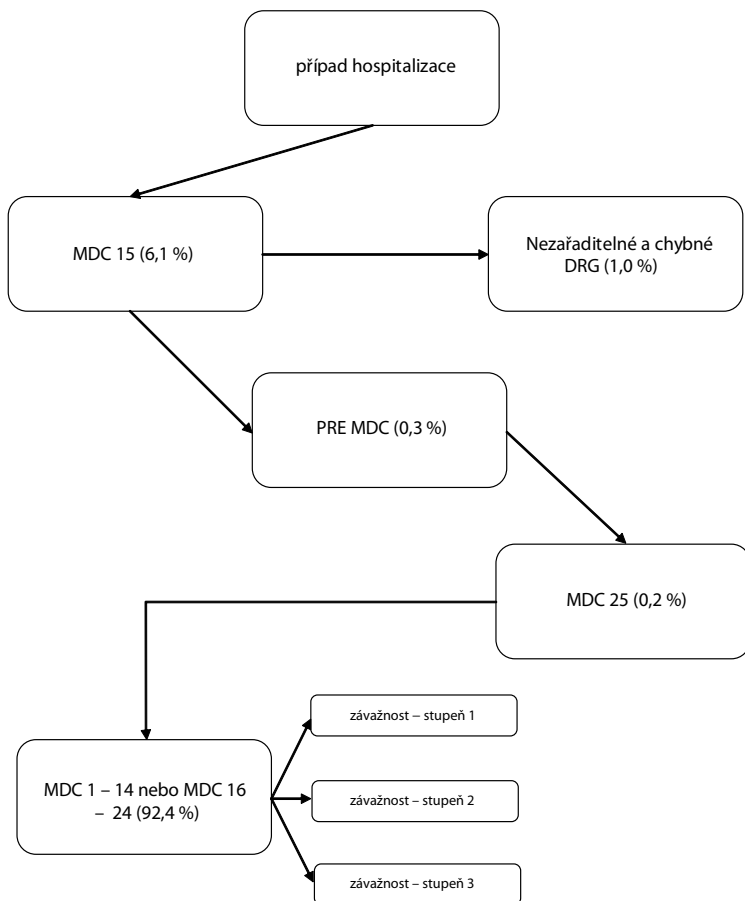 případ hospitalizace
MDC 15 (6,1 %)
Nezařaditelné a chybné
DRG (1,0 %)
PRE MDC (0,3 %)
MDC 25 (0,2 %)
závažnost – stupeň 1
MDC 1 – 14 nebo MDC 16
– 24 (92,4 %)
závažnost – stupeň 2
závažnost – stupeň 3